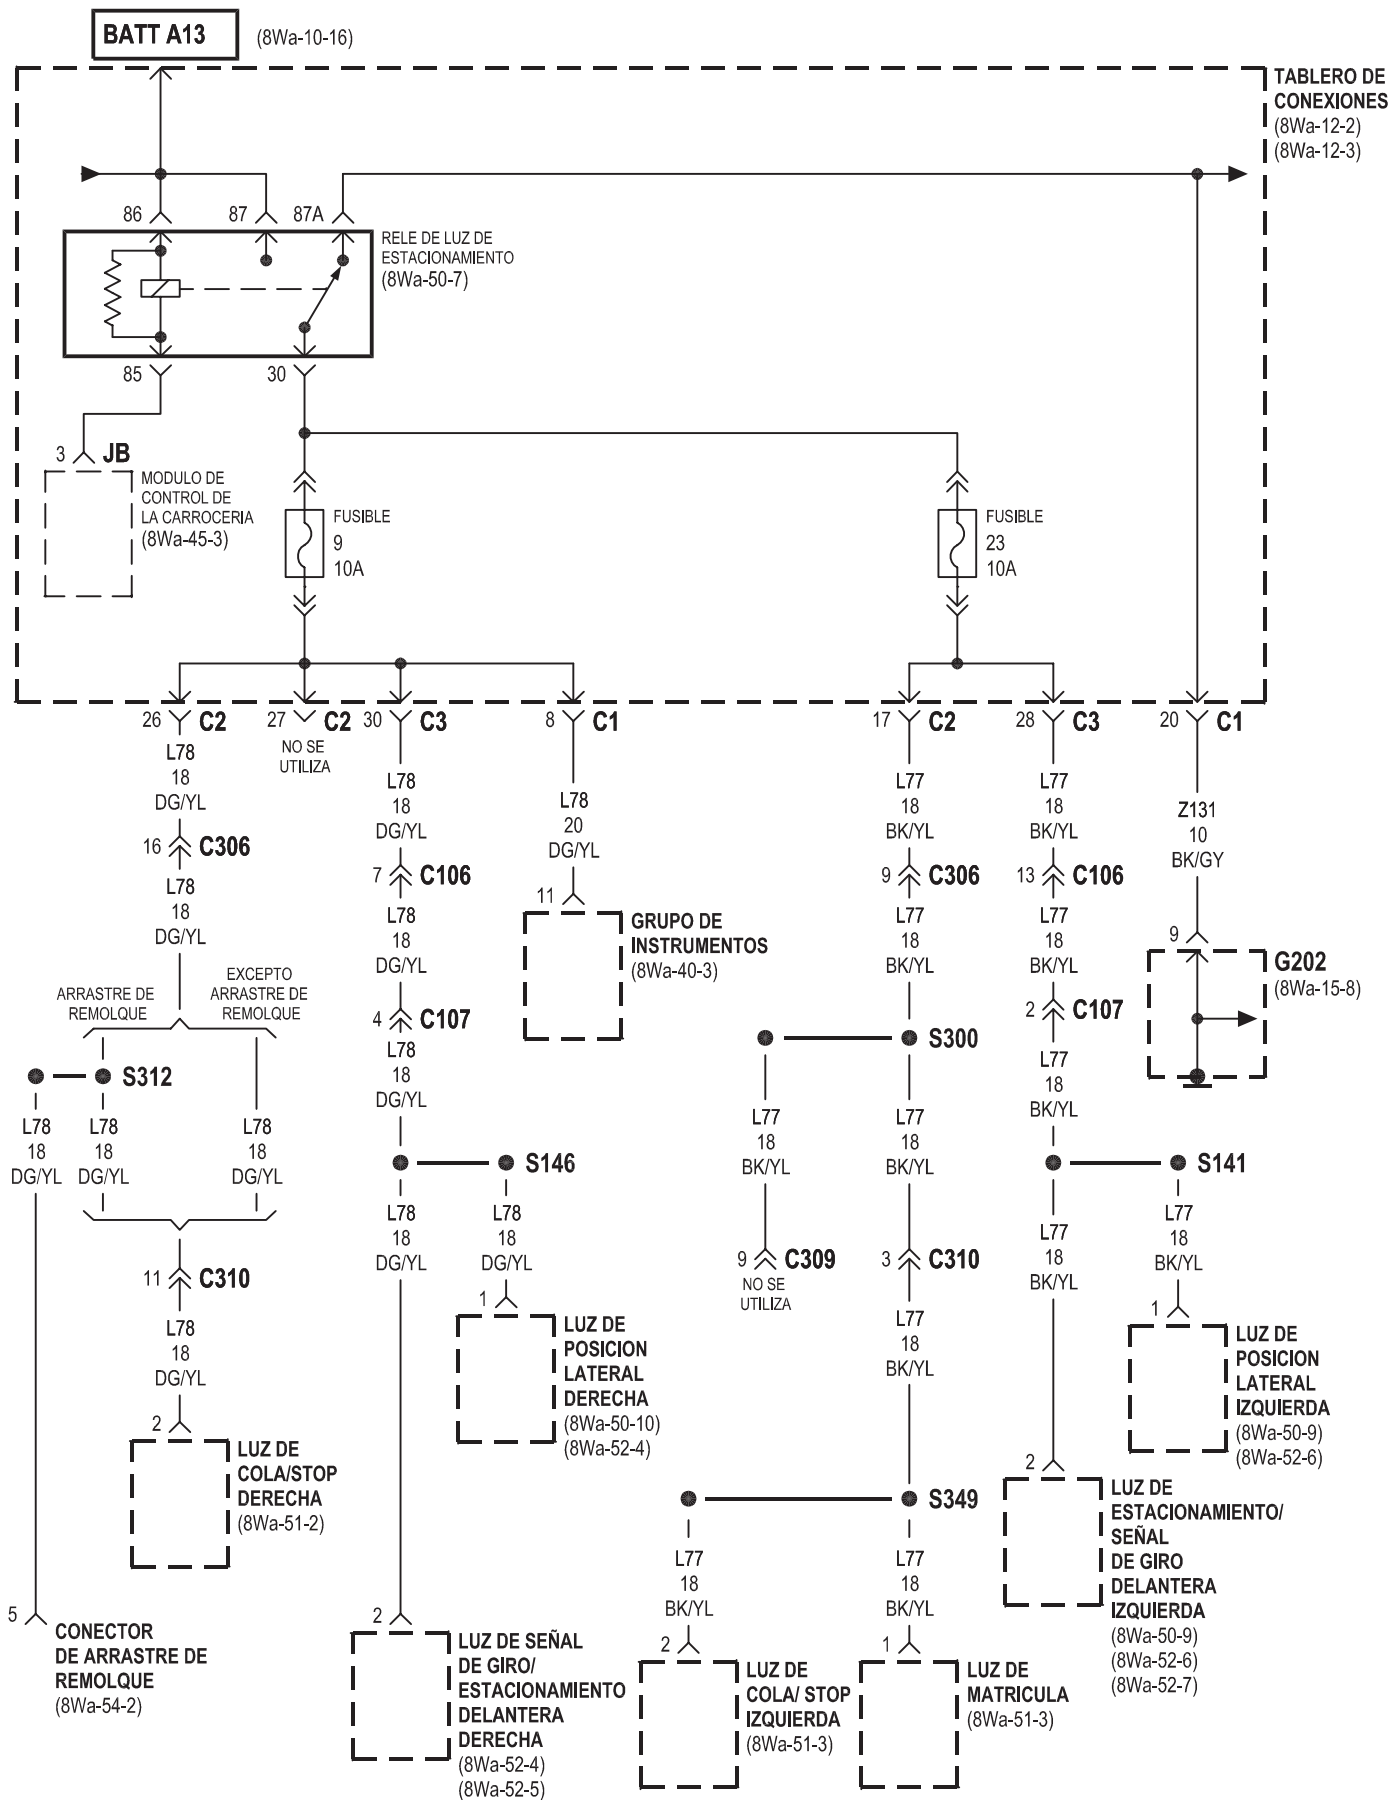 BATT A13
(8Wa-10-16)
TABLERO DE
CONEXIONES
(8Wa-12-2)
(8Wa-12-3)
86
87
87A
RELE DE LUZ DE
ESTACIONAMIENTO
(8Wa-50-7)
85
30
3
JB
MODULO DE
CONTROL DE
LA CARROCERIA
(8Wa-45-3)
FUSIBLE
9
10A
FUSIBLE
23
10A
26
C2
27
C2
NO SE
UTILIZA
30
C3
8
C1
17
C2
28
C3
20
C1
L78
18
DG/YL
16
C306
L78
18
DG/YL
ARRASTRE DE
REMOLQUE
EXCEPTO
ARRASTRE DE
REMOLQUE
S312
L78
18
DG/YL
L78
18
DG/YL
L78
18
DG/YL
11
C310
L78
18
DG/YL
2
LUZ DE
COLA/STOP
DERECHA
(8Wa-51-2)
5
CONECTOR
DE ARRASTRE DE
REMOLQUE
(8Wa-54-2)
L78
18
DG/YL
7
C106
L78
18
DG/YL
4
C107
L78
18
DG/YL
S146
L78
18
DG/YL
L78
18
DG/YL
1
LUZ DE
POSICION
LATERAL
DERECHA
(8Wa-50-10)
(8Wa-52-4)
2
LUZ DE SEÑAL
DE GIRO/
ESTACIONAMIENTO
DELANTERA
DERECHA
(8Wa-52-4)
(8Wa-52-5)
L78
20
DG/YL
11
GRUPO DE
INSTRUMENTOS
(8Wa-40-3)
L77
18
BK/YL
9
C306
L77
18
BK/YL
S300
L77
18
BK/YL
L77
18
BK/YL
9
C309
NO SE
UTILIZA
3
C310
L77
18
BK/YL
S349
L77
18
BK/YL
L77
18
BK/YL
2
LUZ DE
COLA/ STOP
IZQUIERDA
(8Wa-51-3)
1
LUZ DE
MATRICULA
(8Wa-51-3)
L77
18
BK/YL
13
C106
L77
18
BK/YL
2
C107
L77
18
BK/YL
S141
L77
18
BK/YL
L77
18
BK/YL
1
LUZ DE
POSICION
LATERAL
IZQUIERDA
(8Wa-50-9)
(8Wa-52-6)
2
LUZ DE
ESTACIONAMIENTO/
SEÑAL
DE GIRO
DELANTERA
IZQUIERDA
(8Wa-50-9)
(8Wa-52-6)
(8Wa-52-7)
Z131
10
BK/GY
9
G202
(8Wa-15-8)